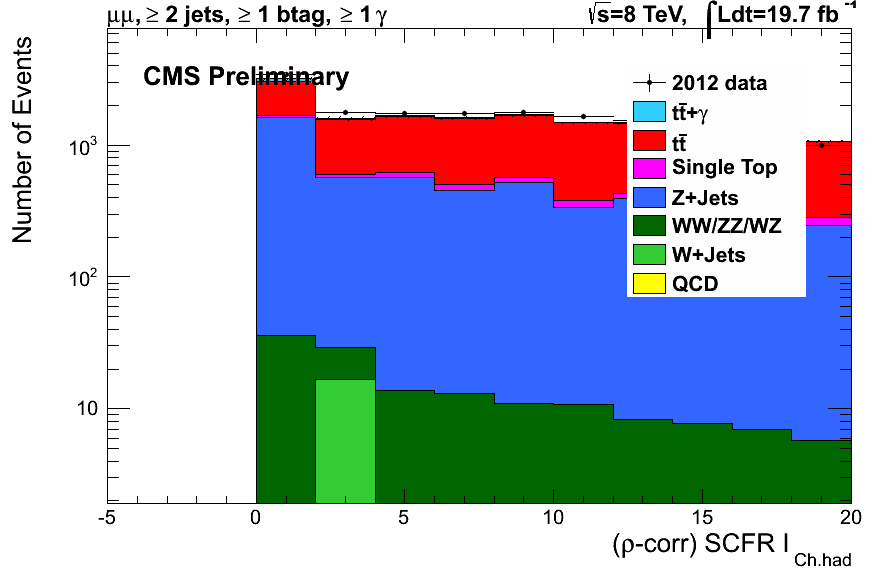 μμ, ≥ 2 jets, ≥ 1 btag, ≥ 1 γ
√s=8 TeV, ∫Ldt=19.7 fb⁻¹
CMS Preliminary
Number of Events
10³
10²
10
2012 data
tt̄+γ
tt̄
Single Top
Z+Jets
WW/ZZ/WZ
W+Jets
QCD
-5 0 5 10 15 20
(ρ-corr) SCFR I Ch.had